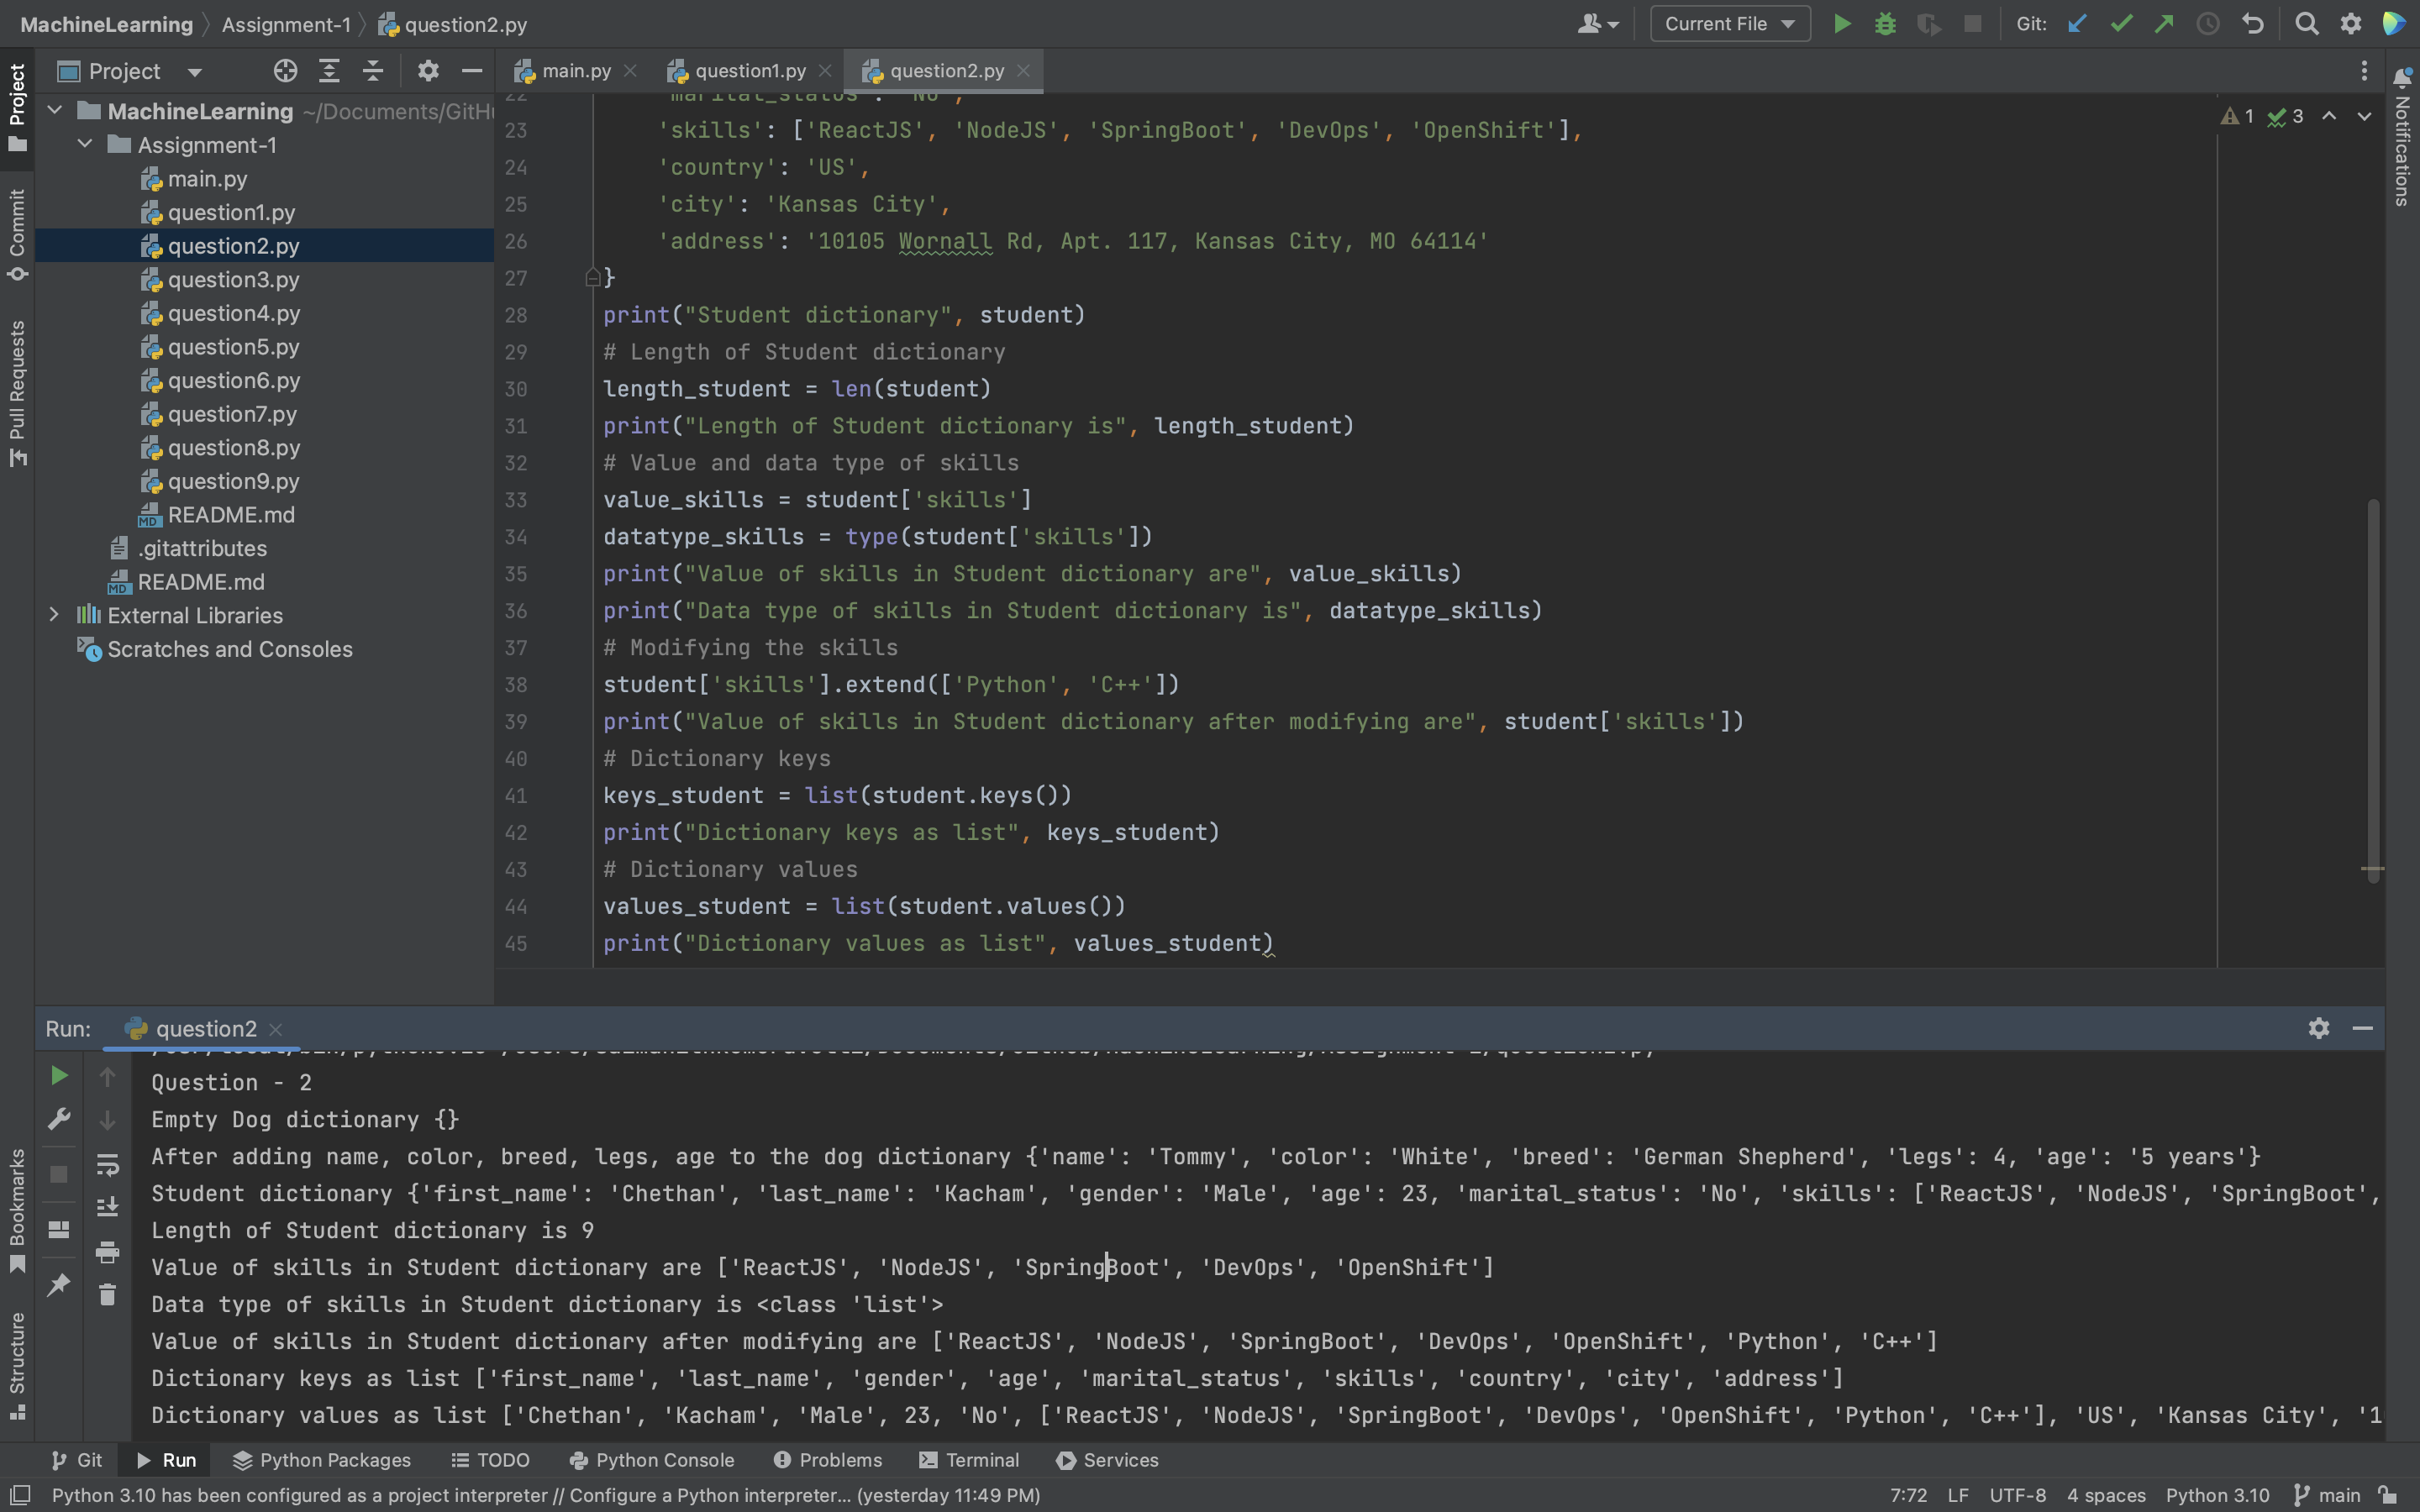 MachineLearning Assignment-1 question2.py Current File Git:
Project
main.py question1.py question2.py
MachineLearning ~/Documents/GitHu
Assignment-1
main.py
question1.py
question2.py
question3.py
question4.py
question5.py
question6.py
question7.py
question8.py
question9.py
README.md
.gitattributes
README.md
External Libraries
Scratches and Consoles
Project
Commit
Pull Requests
Bookmarks
Structure
Notifications
1 3
22 'marital_status': 'No',
23 'skills': ['ReactJS', 'NodeJS', 'SpringBoot', 'DevOps', 'OpenShift'],
24 'country': 'US',
25 'city': 'Kansas City',
26 'address': '10105 Wornall Rd, Apt. 117, Kansas City, MO 64114'
27 }
28 print("Student dictionary", student)
29 # Length of Student dictionary
30 length_student = len(student)
31 print("Length of Student dictionary is", length_student)
32 # Value and data type of skills
33 value_skills = student['skills']
34 datatype_skills = type(student['skills'])
35 print("Value of skills in Student dictionary are", value_skills)
36 print("Data type of skills in Student dictionary is", datatype_skills)
37 # Modifying the skills
38 student['skills'].extend(['Python', 'C++'])
39 print("Value of skills in Student dictionary after modifying are", student['skills'])
40 # Dictionary keys
41 keys_student = list(student.keys())
42 print("Dictionary keys as list", keys_student)
43 # Dictionary values
44 values_student = list(student.values())
45 print("Dictionary values as list", values_student)
Run: question2
Question - 2
Empty Dog dictionary {}
After adding name, color, breed, legs, age to the dog dictionary {'name': 'Tommy', 'color': 'White', 'breed': 'German Shepherd', 'legs': 4, 'age': '5 years'}
Student dictionary {'first_name': 'Chethan', 'last_name': 'Kacham', 'gender': 'Male', 'age': 23, 'marital_status': 'No', 'skills': ['ReactJS', 'NodeJS', 'SpringBoot',
Length of Student dictionary is 9
Value of skills in Student dictionary are ['ReactJS', 'NodeJS', 'SpringBoot', 'DevOps', 'OpenShift']
Data type of skills in Student dictionary is <class 'list'>
Value of skills in Student dictionary after modifying are ['ReactJS', 'NodeJS', 'SpringBoot', 'DevOps', 'OpenShift', 'Python', 'C++']
Dictionary keys as list ['first_name', 'last_name', 'gender', 'age', 'marital_status', 'skills', 'country', 'city', 'address']
Dictionary values as list ['Chethan', 'Kacham', 'Male', 23, 'No', ['ReactJS', 'NodeJS', 'SpringBoot', 'DevOps', 'OpenShift', 'Python', 'C++'], 'US', 'Kansas City', '1
Git Run Python Packages TODO Python Console Problems Terminal Services
Python 3.10 has been configured as a project interpreter // Configure a Python interpreter... (yesterday 11:49 PM) 7:72 LF UTF-8 4 spaces Python 3.10 main